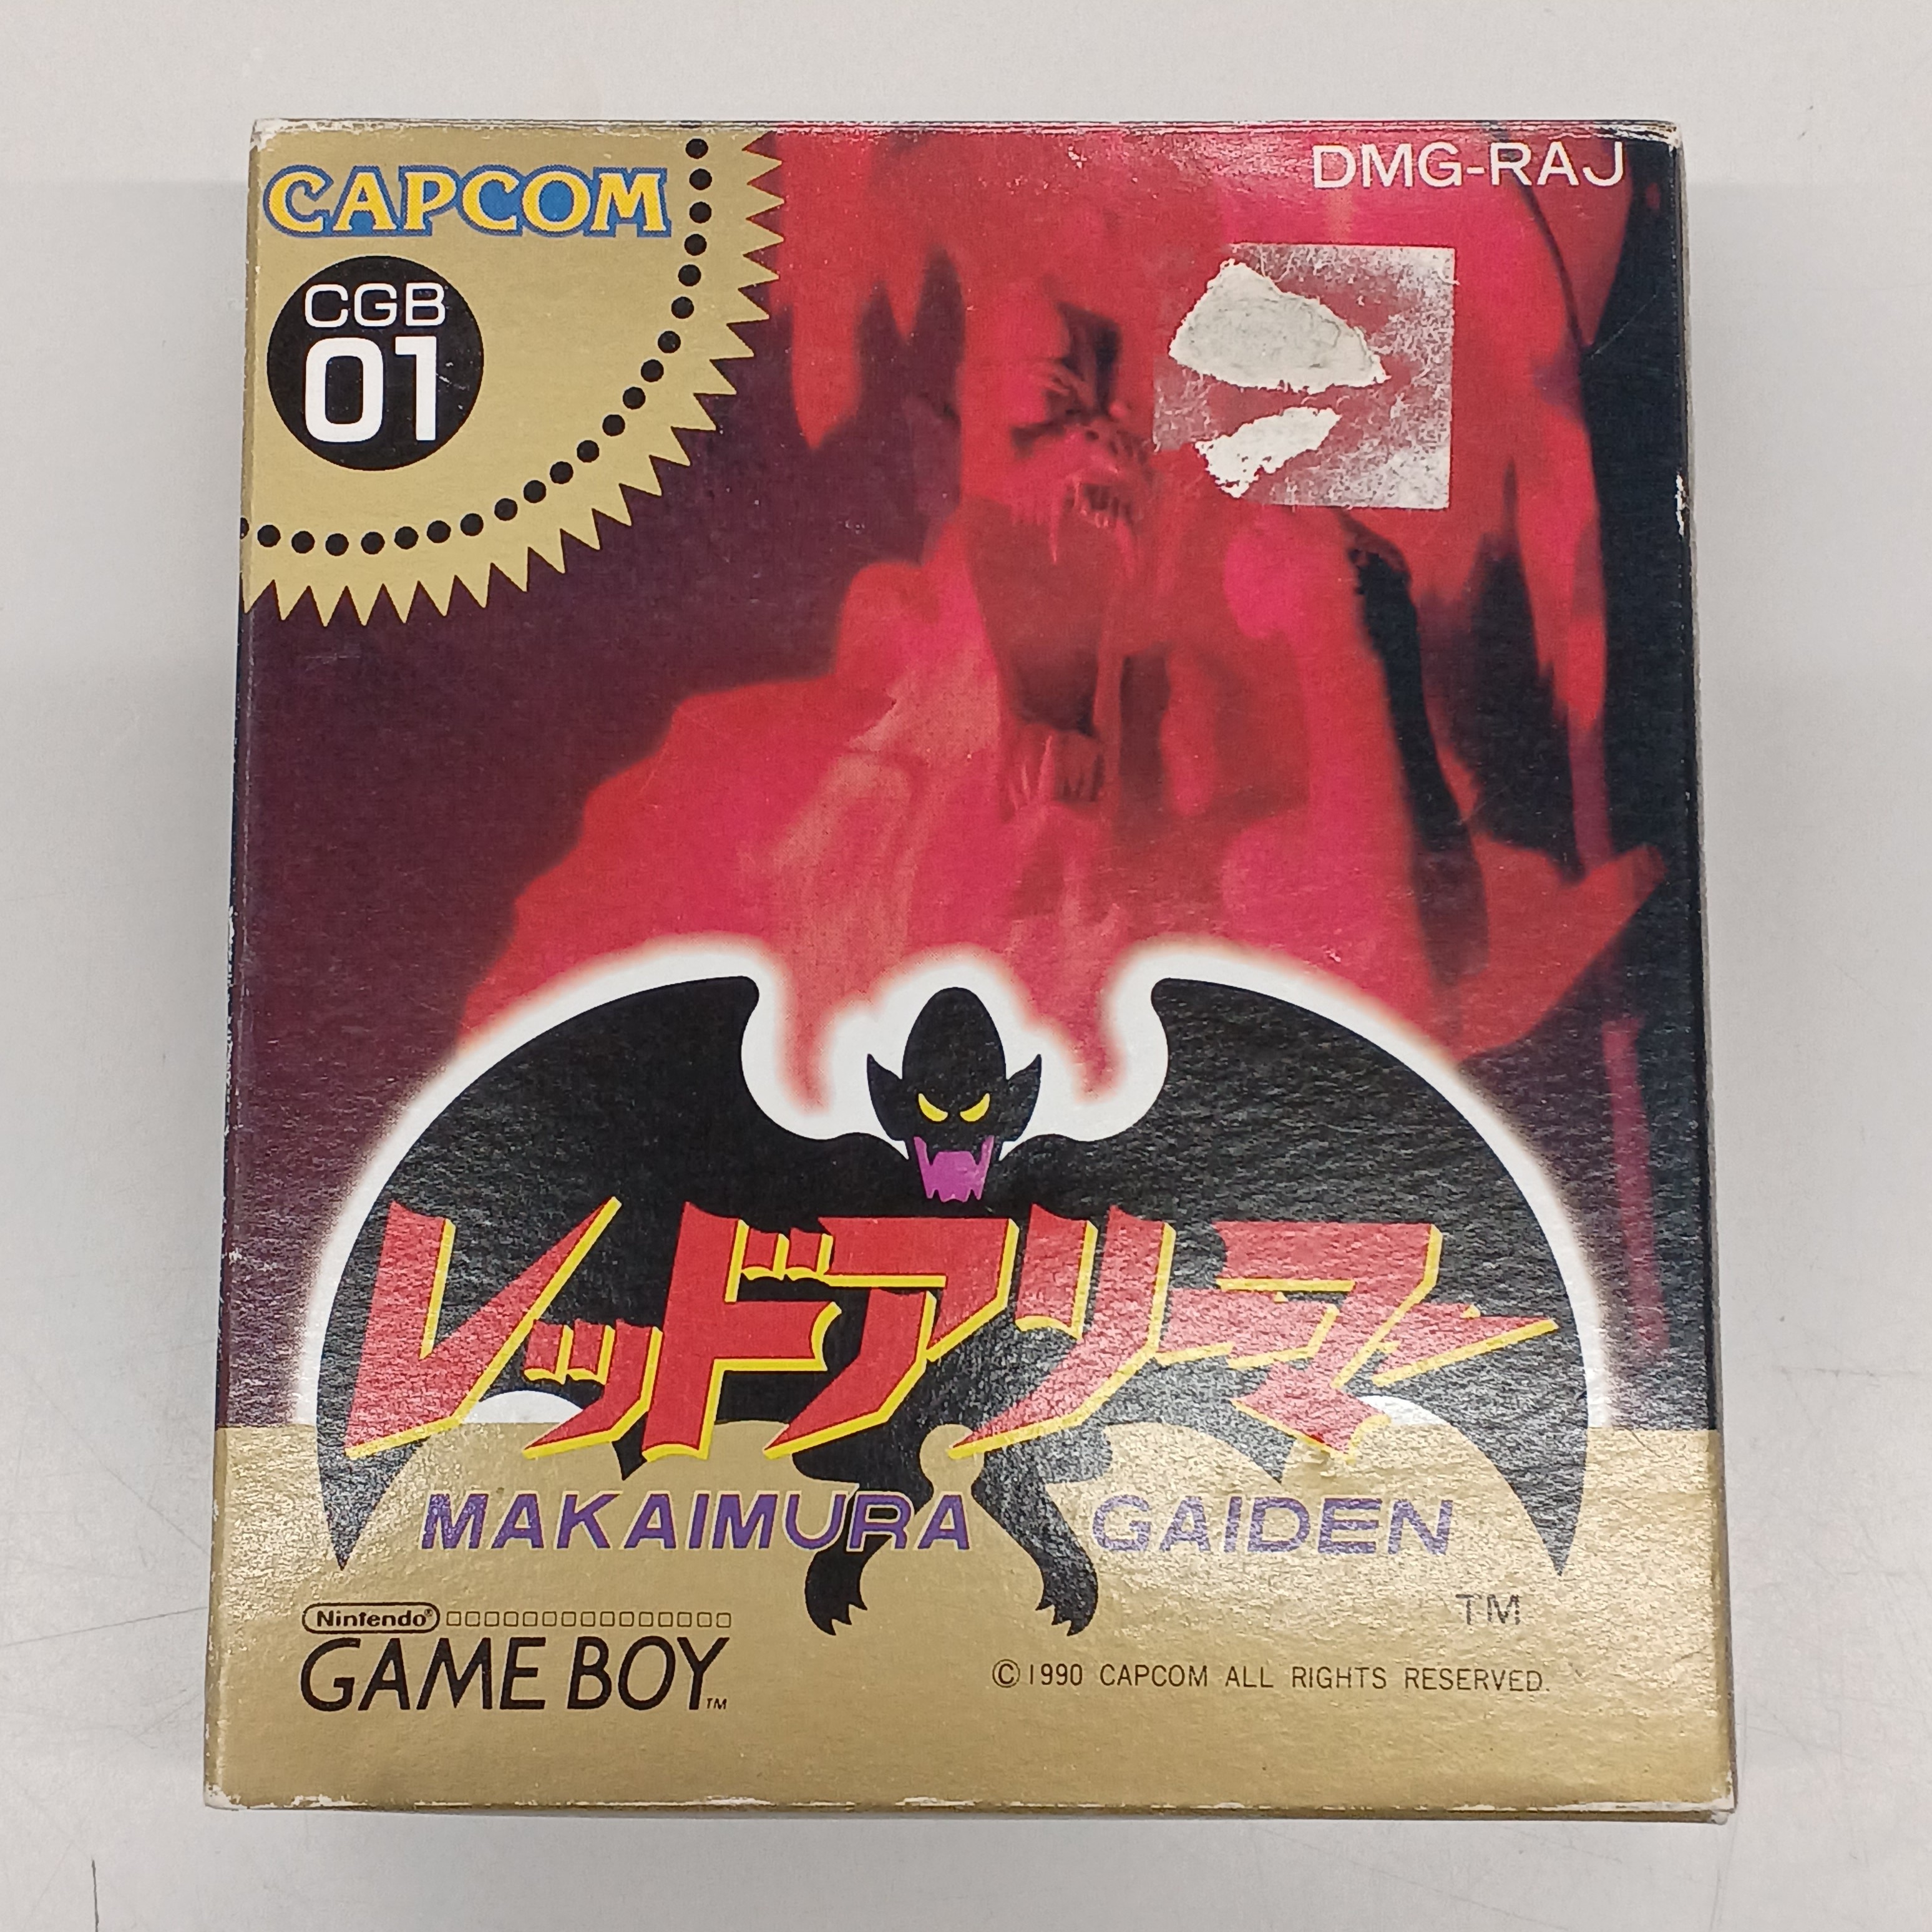 CAPCOM
DMG-RAJ
CGB
01
レッドアリーマー
MAKAIMURA GAIDEN
TM
Nintendo®
GAME BOY™
©1990 CAPCOM ALL RIGHTS RESERVED.